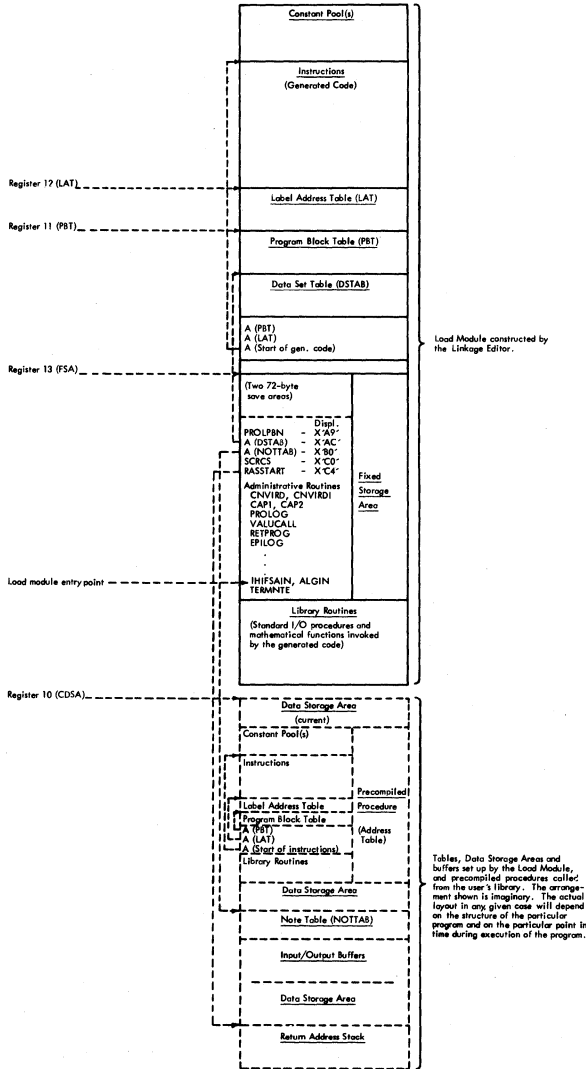 Constant Pool(s)
Instructions
(Generated Code)
Register 12 (LAT)
Label Address Table (LAT)
Register 11 (PBT)
Program Block Table (PBT)
Data Set Table (DSTAB)
A (PBT)
A (LAT)
A (Start of gen. code)
Load Module constructed by
the Linkage Editor.
Register 13 (FSA)
(Two 72-byte
save areas)
Displ.
PROLPBN - X'A9'
A (DSTAB) - X'AC'
A (NOTTAB) - X'B0'
SCRCS - X'C0'
RASSTART - X'C4'
Fixed
Storage
Area
Administrative Routines
CNVIRD, CNVIRDI
CAP1, CAP2
PROLOG
VALUCALL
RETPROG
EPILOG
.
.
.
Load module entry point
IHIFSAIN, ALGIN
TERMNTE
Library Routines
(Standard I/O procedures and
mathematical functions invoked
by the generated code)
Register 10 (CDSA)
Data Storage Area
(current)
Constant Pool(s)
Instructions
Precompiled
Label Address Table
Procedure
Program Block Table
A (PBT)
(Address
A (LAT)
Table)
A (Start of instructions)
Library Routines
Data Storage Area
Note Table (NOTTAB)
Input/Output Buffers
Data Storage Area
Return Address Stack
Tables, Data Storage Areas and
buffers set up by the Load Module,
and precompiled procedures called
from the user's library. The arrange-
ment shown is imaginary. The actual
layout in any given case will depend
on the structure of the particular
program and on the particular point in
time during execution of the program.